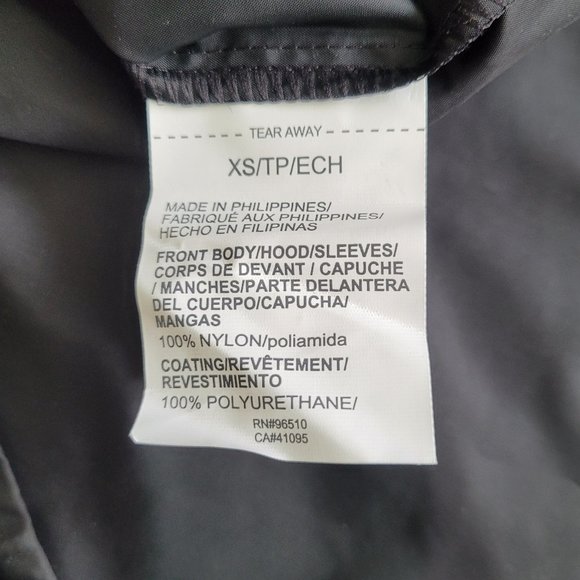 TEAR AWAY
XS/TP/ECH
MADE IN PHILIPPINES/
FABRIQUÉ AUX PHILIPPINES/
HECHO EN FILIPINAS
FRONT BODY/HOOD/SLEEVES/
CORPS DE DEVANT / CAPUCHE
/ MANCHES/PARTE DELANTERA
DEL CUERPO/CAPUCHA/
MANGAS
100% NYLON/poliamida
COATING/REVÊTEMENT/
REVESTIMIENTO
100% POLYURETHANE/
RN#96510
CA#41095